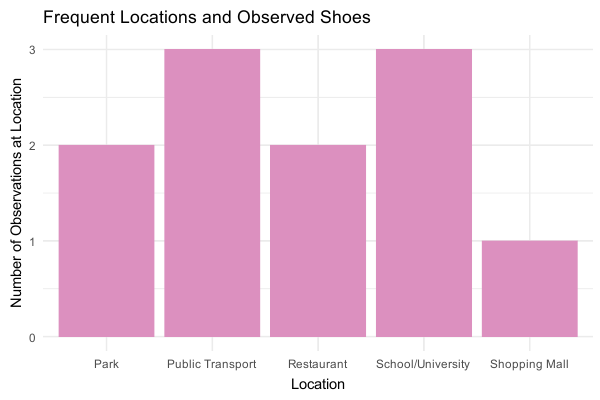 Frequent Locations and Observed Shoes
Number of Observations at Location
3
2
1
0
Park
Public Transport
Restaurant
School/University
Shopping Mall
Location